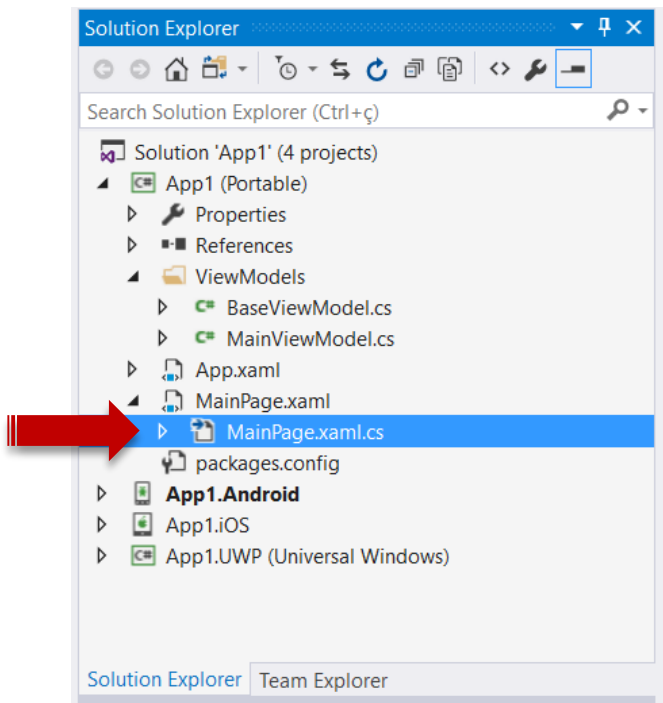 Solution Explorer
Search Solution Explorer (Ctrl+ç)
Solution 'App1' (4 projects)
C# App1 (Portable)
Properties
References
ViewModels
C# BaseViewModel.cs
C# MainViewModel.cs
App.xaml
MainPage.xaml
MainPage.xaml.cs
packages.config
App1.Android
App1.iOS
C# App1.UWP (Universal Windows)
Solution Explorer Team Explorer